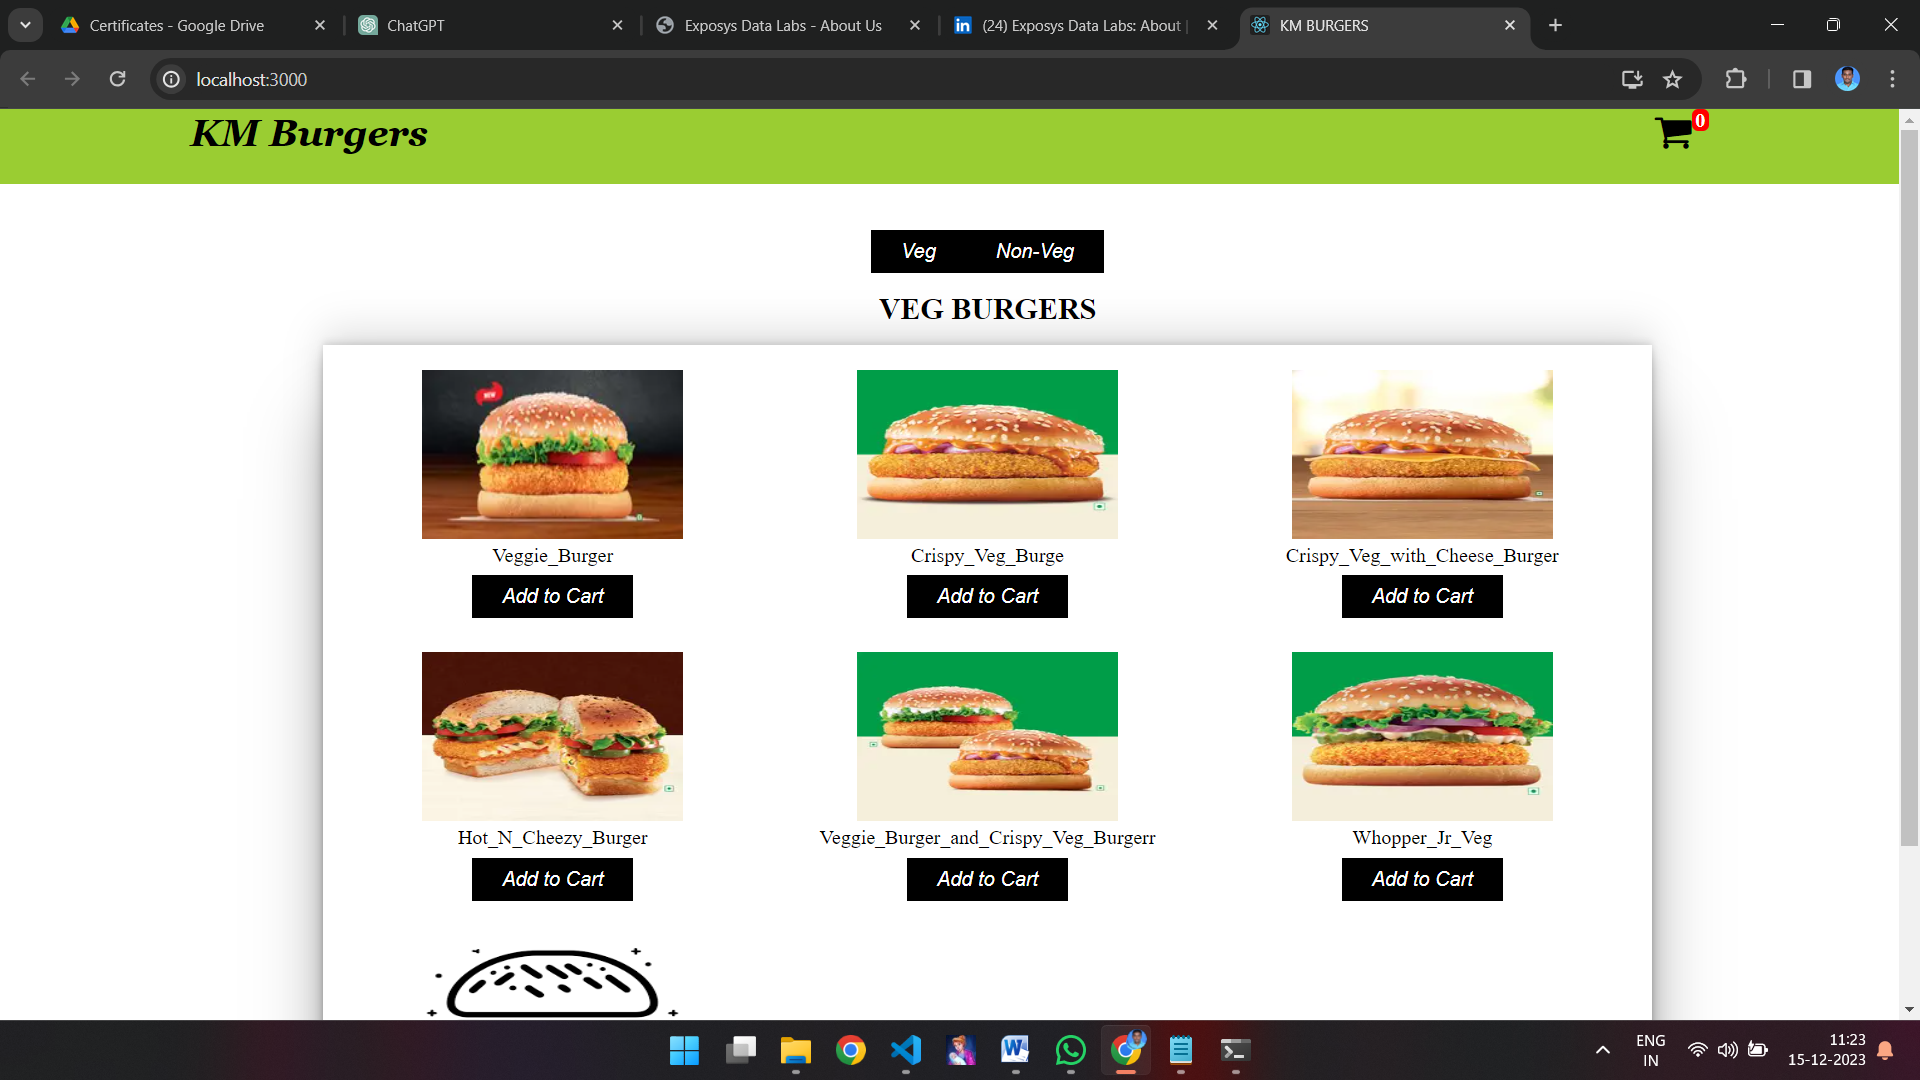 Certificates - Google Drive
ChatGPT
Exposys Data Labs - About Us
(24) Exposys Data Labs: About
KM BURGERS
localhost:3000
KM Burgers
0
Veg Non-Veg
VEG BURGERS
NEW
Veggie_Burger
Crispy_Veg_Burge
Crispy_Veg_with_Cheese_Burger
Add to Cart
Add to Cart
Add to Cart
Hot_N_Cheezy_Burger
Veggie_Burger_and_Crispy_Veg_Burgerr
Whopper_Jr_Veg
Add to Cart
Add to Cart
Add to Cart
ENG
IN
11:23
15-12-2023